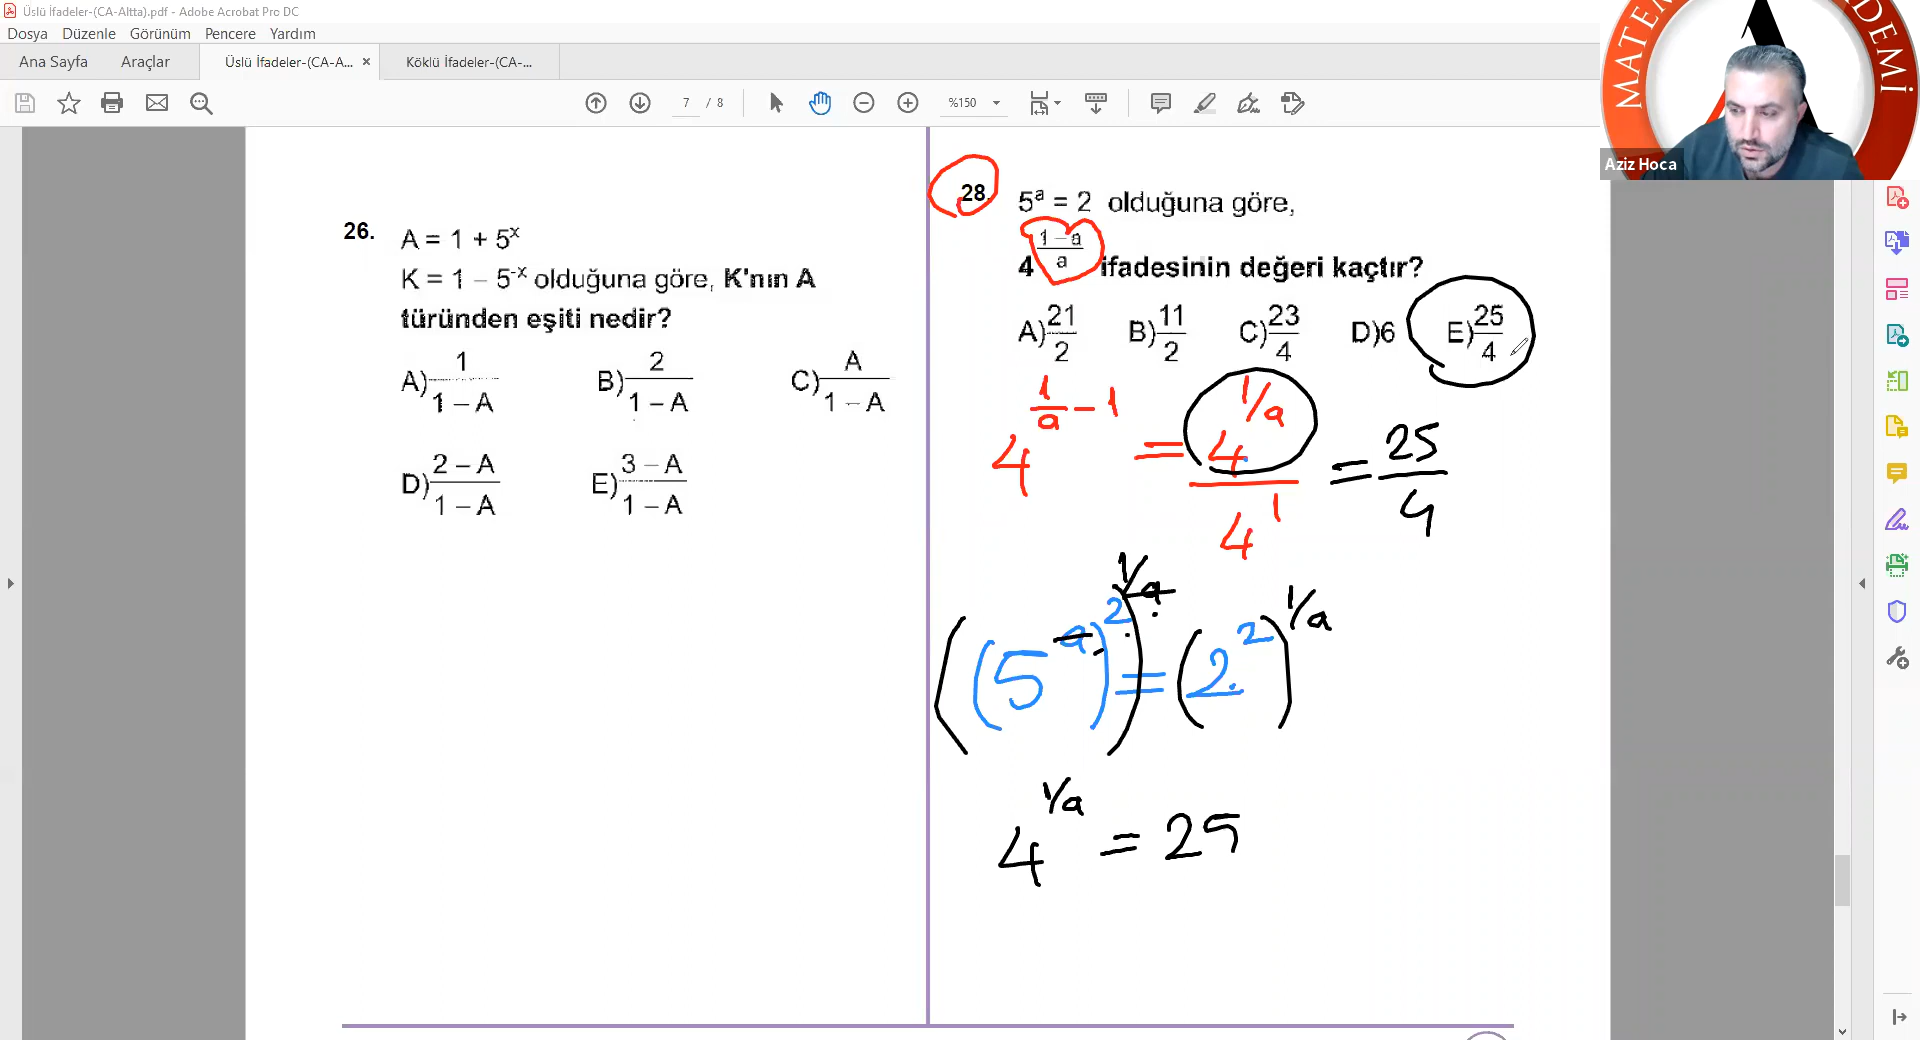 Üslü İfadeler-(CA-Altta).pdf - Adobe Acrobat Pro DC
Dosya Düzenle Görünüm Pencere Yardım
Ana Sayfa Araçlar Üslü İfadeler-(CA-A... × Köklü İfadeler-(CA-...
7 / 8 %150
MATEM DEMİ
Aziz Hoca
26. A = 1 + 5^x
K = 1 – 5^-x olduğuna göre, K'nın A
türünden eşiti nedir?
A) 1/(1 – A) B) 2/(1 – A) C) A/(1 – A)
D) (2 – A)/(1 – A) E) (3 – A)/(1 – A)
28. 5^a = 2 olduğuna göre,
4^((1 – a)/a) ifadesinin değeri kaçtır?
A) 21/2 B) 11/2 C) 23/4 D) 6 E) 25/4
4^(1/a – 1) = 4^(1/a) / 4^1 = 25/4
((5^a)^2)^(1/a) = (2^2)^(1/a)
4^(1/a) = 25